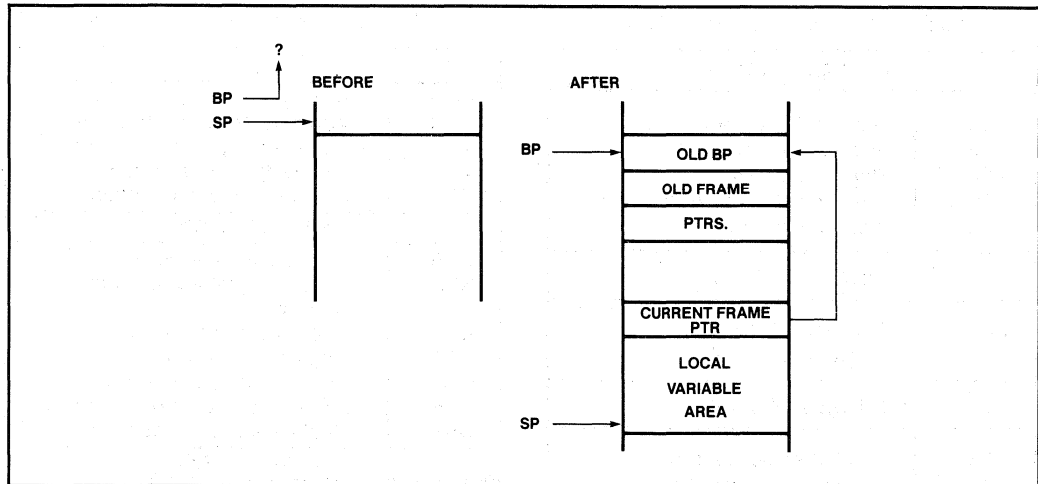 ?
BEFORE
BP
SP
AFTER
BP
OLD BP
OLD FRAME
PTRS.
CURRENT FRAME
PTR
LOCAL
VARIABLE
AREA
SP